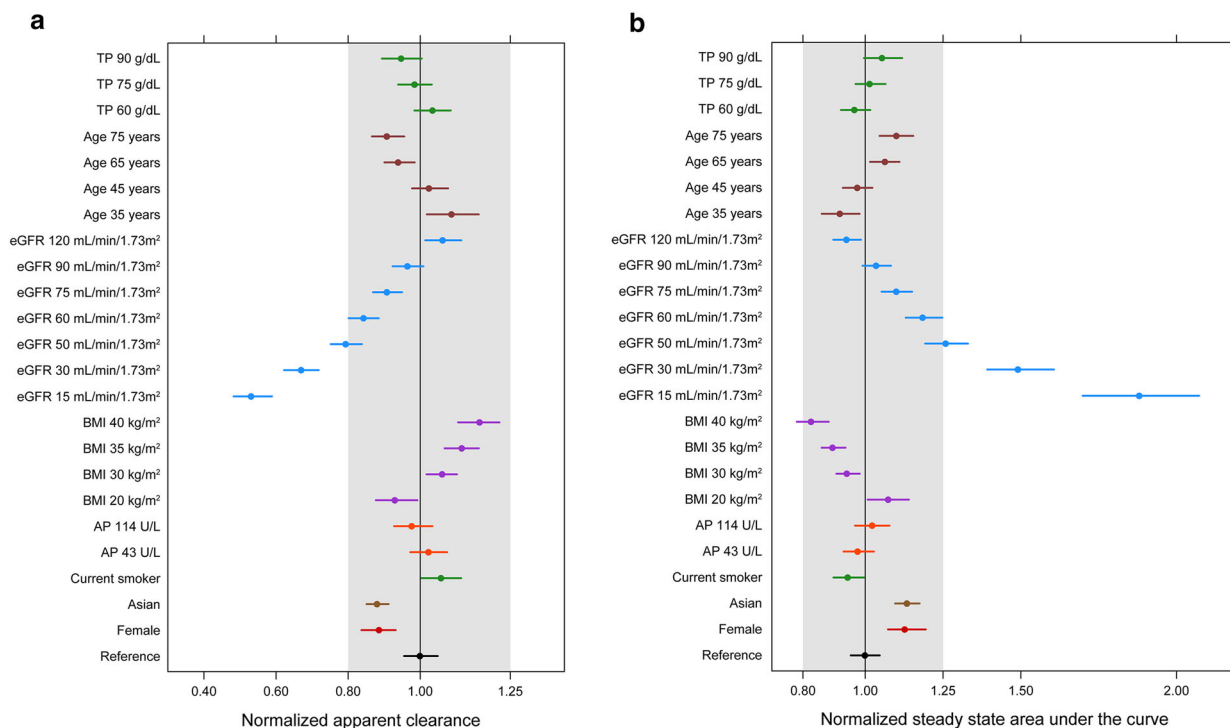 a
TP 90 g/dL
TP 75 g/dL
TP 60 g/dL
Age 75 years
Age 65 years
Age 45 years
Age 35 years
eGFR 120 mL/min/1.73m²
eGFR 90 mL/min/1.73m²
eGFR 75 mL/min/1.73m²
eGFR 60 mL/min/1.73m²
eGFR 50 mL/min/1.73m²
eGFR 30 mL/min/1.73m²
eGFR 15 mL/min/1.73m²
BMI 40 kg/m²
BMI 35 kg/m²
BMI 30 kg/m²
BMI 20 kg/m²
AP 114 U/L
AP 43 U/L
Current smoker
Asian
Female
Reference
0.40 0.60 0.80 1.00 1.25
Normalized apparent clearance
b
TP 90 g/dL
TP 75 g/dL
TP 60 g/dL
Age 75 years
Age 65 years
Age 45 years
Age 35 years
eGFR 120 mL/min/1.73m²
eGFR 90 mL/min/1.73m²
eGFR 75 mL/min/1.73m²
eGFR 60 mL/min/1.73m²
eGFR 50 mL/min/1.73m²
eGFR 30 mL/min/1.73m²
eGFR 15 mL/min/1.73m²
BMI 40 kg/m²
BMI 35 kg/m²
BMI 30 kg/m²
BMI 20 kg/m²
AP 114 U/L
AP 43 U/L
Current smoker
Asian
Female
Reference
0.80 1.00 1.25 1.50 2.00
Normalized steady state area under the curve